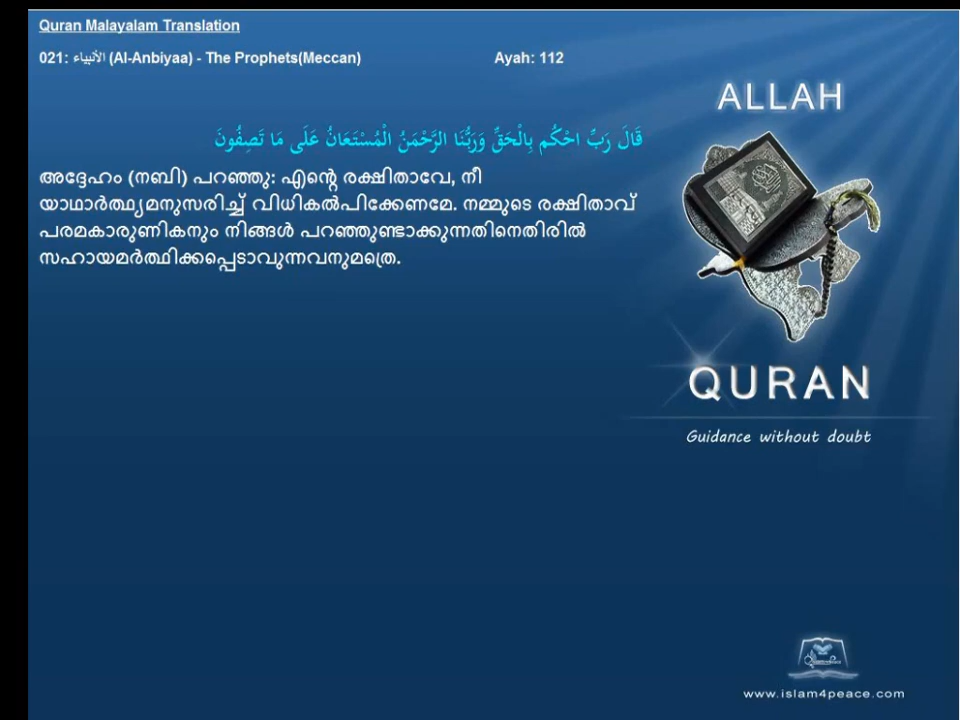 Quran Malayalam Translation
021: الأنبياء (Al-Anbiyaa) - The Prophets(Meccan) Ayah: 112
ALLAH
قَالَ رَبِّ احْكُم بِالْحَقِّ وَرَبُّنَا الرَّحْمَنُ الْمُسْتَعَانُ عَلَى مَا تَصِفُونَ
അദ്ദേഹം (നബി) പറഞ്ഞു: എന്റെ രക്ഷിതാവേ, നീ
യാഥാര്‍ത്ഥ്യമനുസരിച്ച് വിധികല്‍പിക്കേണമേ. നമ്മുടെ രക്ഷിതാവ്
പരമകാരുണികനും നിങ്ങള്‍ പറഞ്ഞുണ്ടാക്കുന്നതിനെതിരില്‍
സഹായമര്‍ത്ഥിക്കപ്പെടാവുന്നവനുമത്രെ.
QURAN
Guidance without doubt
www.islam4peace.com